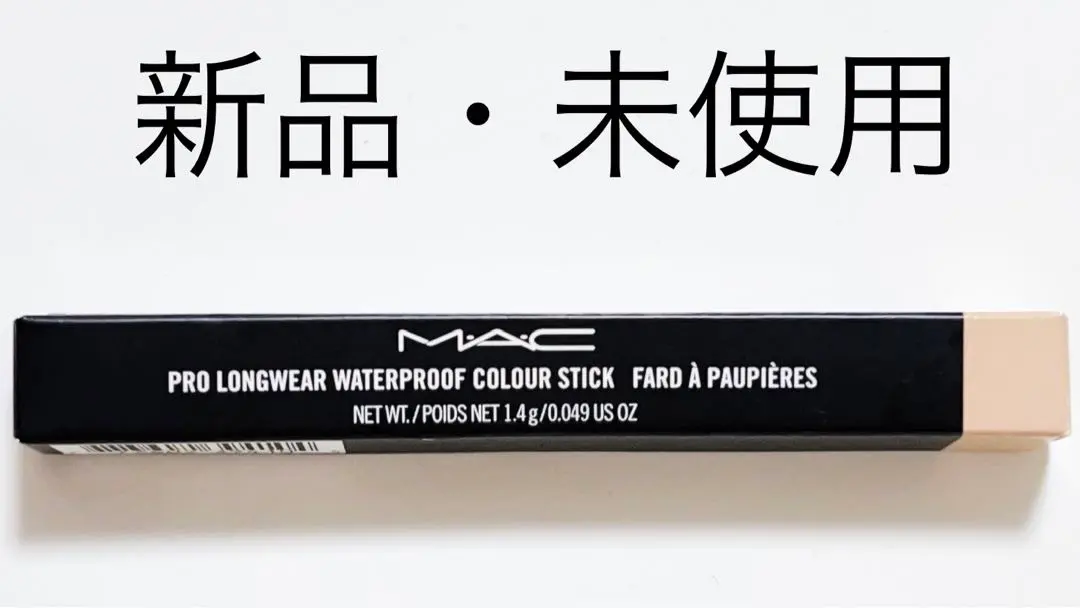 新品・未使用
M·A·C
PRO LONGWEAR WATERPROOF COLOUR STICK FARD À PAUPIÈRES
NET WT./POIDS NET 1.4 g/0.049 US OZ